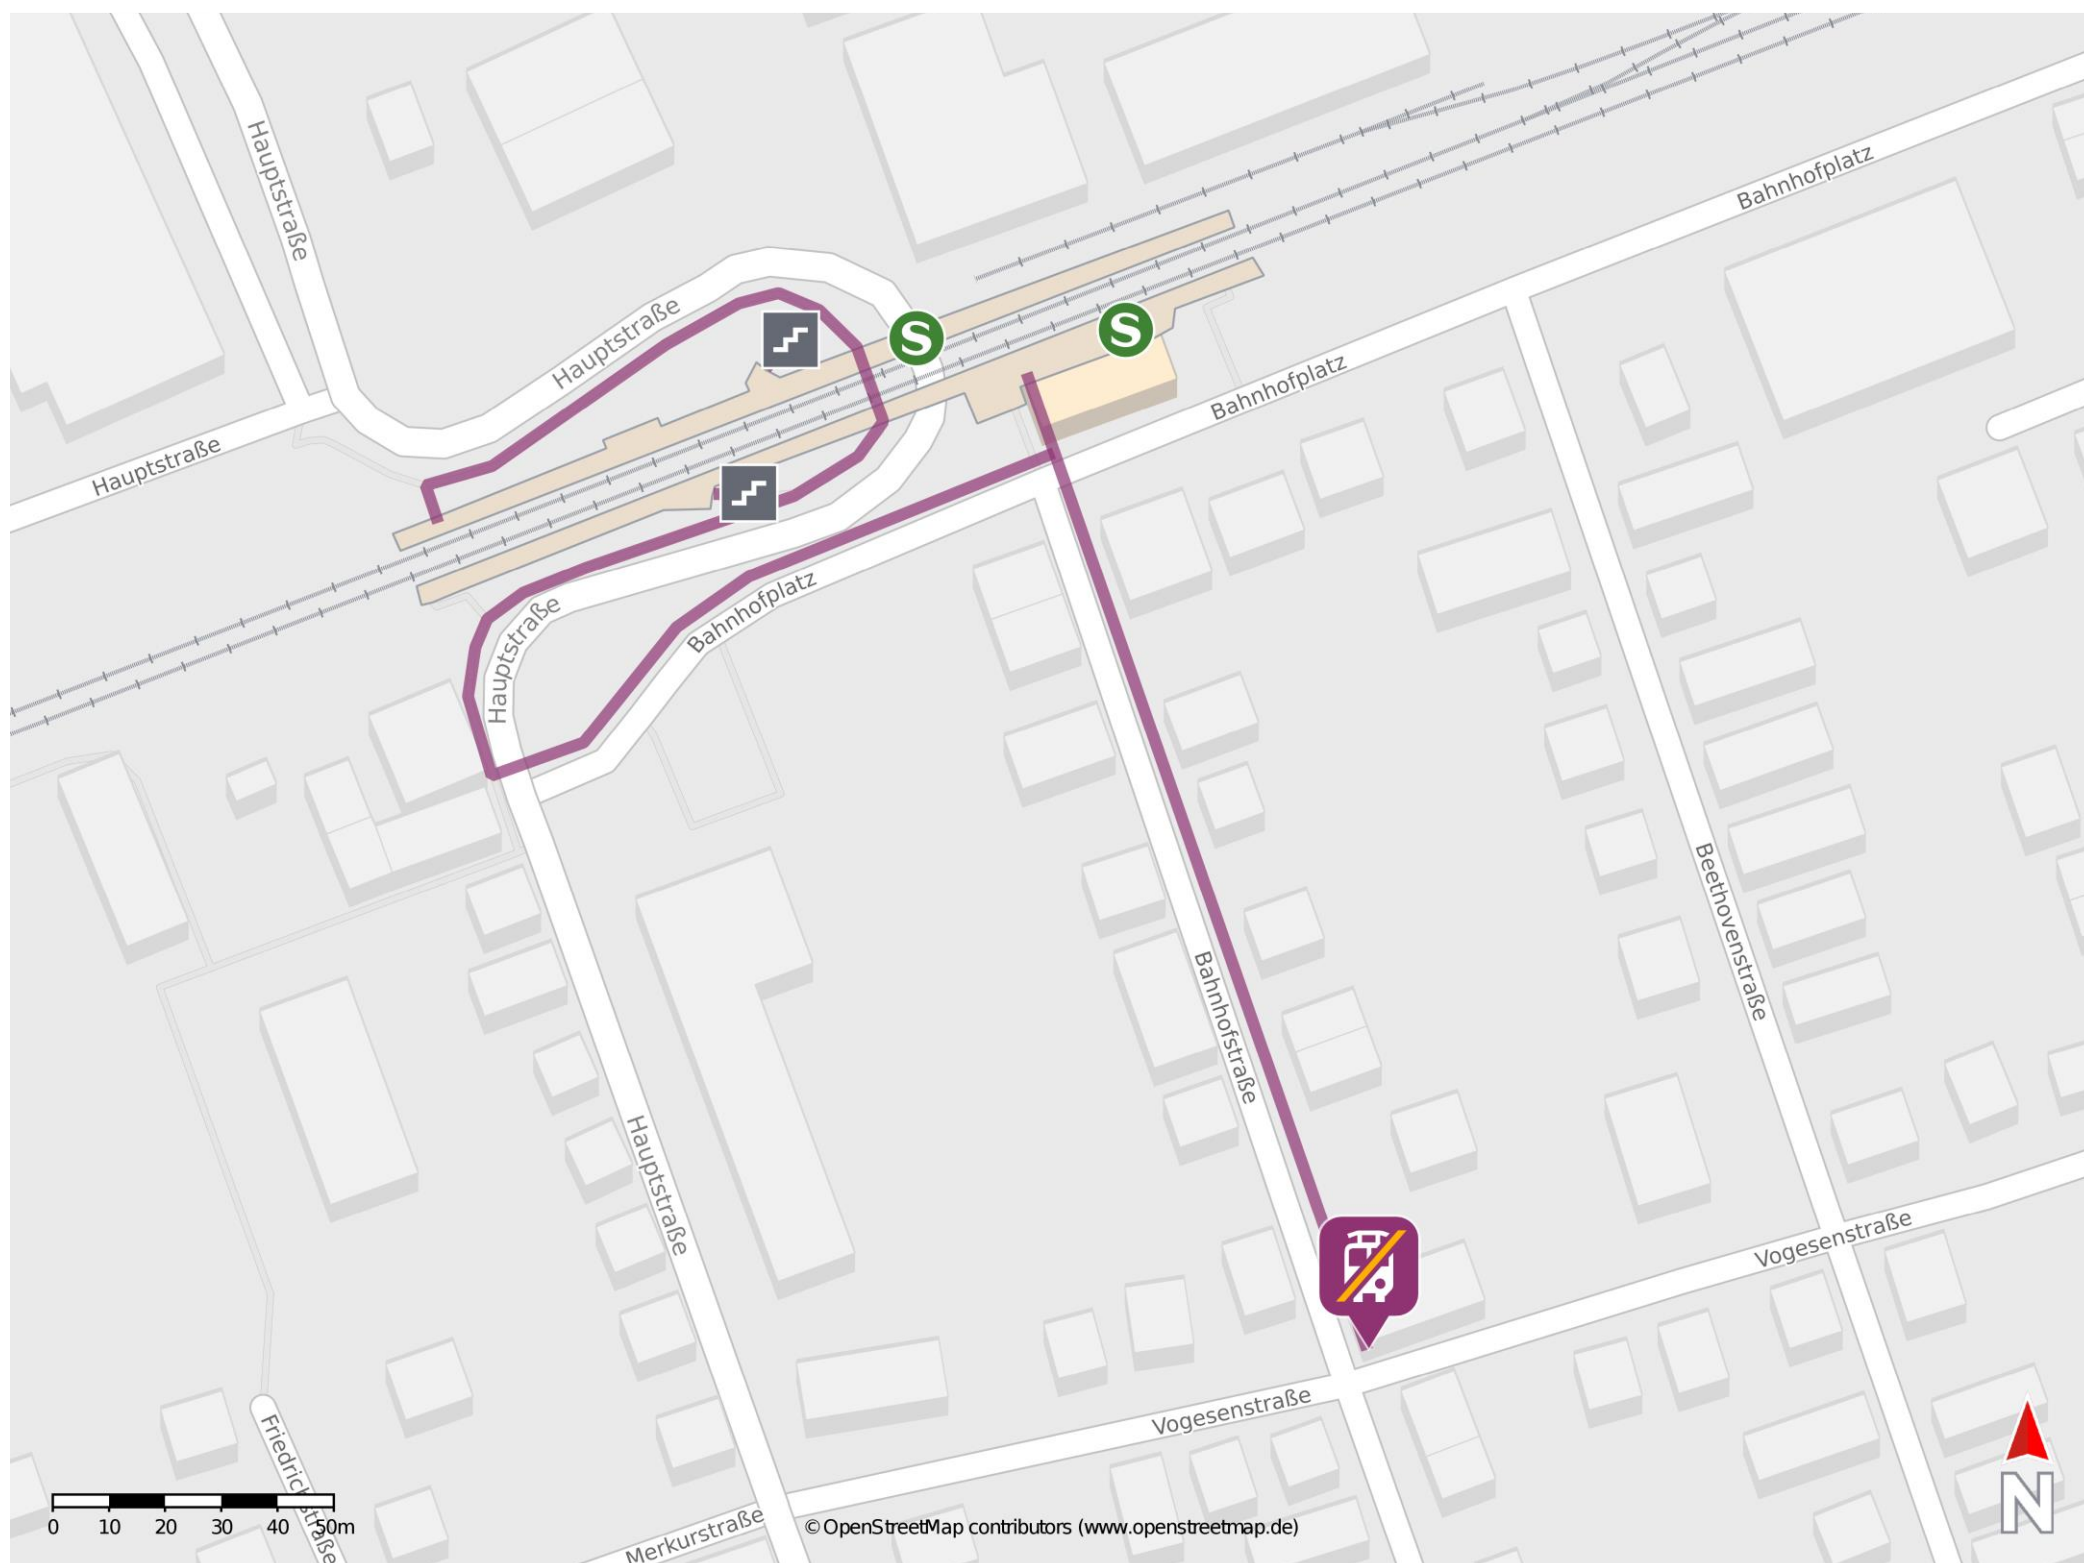 Hauptstraße
Bahnhofplatz
Hauptstraße
S
S
Bahnhofplatz
Hauptstraße
Bahnhofplatz
Hauptstraße
Beethovenstraße
Bahnhofstraße
Hauptstraße
Vogesenstraße
Vogesenstraße
Friedrichstraße
Merkurstraße
0 10 20 30 40 50m
© OpenStreetMap contributors (www.openstreetmap.de)
N